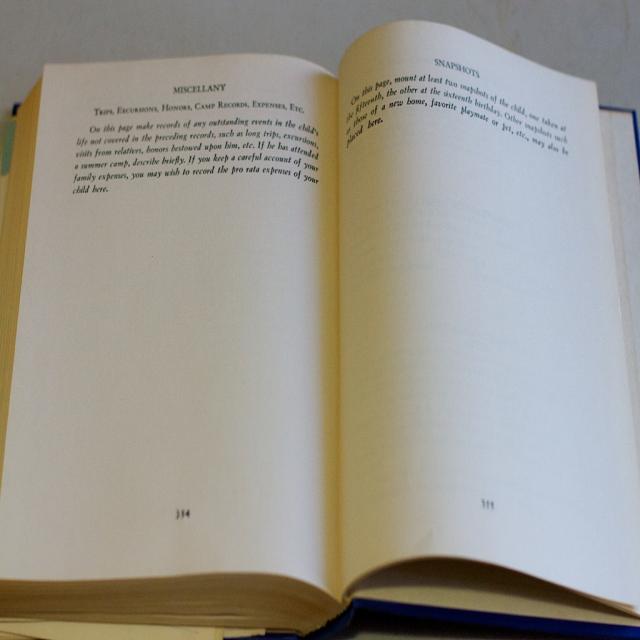 MISCELLANY
TRIPS, EXCURSIONS, HONORS, CAMP RECORDS, EXPENSES, ETC.
On this page make records of any outstanding events in the child's
life not covered in the preceding records, such as long trips, excursions,
visits from relatives, honors bestowed upon him, etc. If he has attended
a summer camp, describe briefly. If you keep a careful account of your
family expenses, you may wish to record the pro rata expenses of your
child here.
SNAPSHOTS
On this page, mount at least two snapshots of the child, one taken at
the fifteenth, the other at the sixteenth birthday. Other snapshots such
as those of a new home, favorite playmate or pet, etc., may also be
placed here.